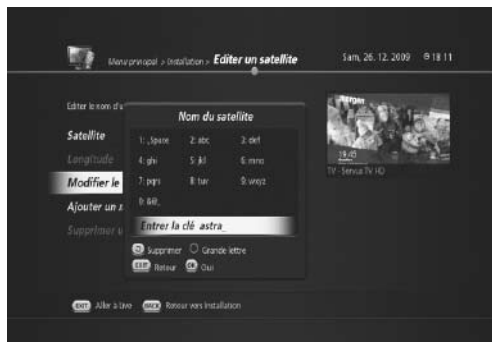 Menu principal > Installation > Editer un satellite
Sam, 26. 12. 2009 18:11
Editer le nom d'u
Nom du satellite
Satellite
1: ,Space 2: abc 3: def
Longitude
4: ghi 5: jkl 6: mno
Modifier le
7: pqrs 8: tuv 9: wxyz
Ajouter un
0: &@,
Supprimer u
Entrer la clé astra_
Supprimer Grande lettre
EXIT Retour OK Oui
morgen
19:45
TV - Servus TV HD
EXIT Aller à live BACK Retour vers Installation